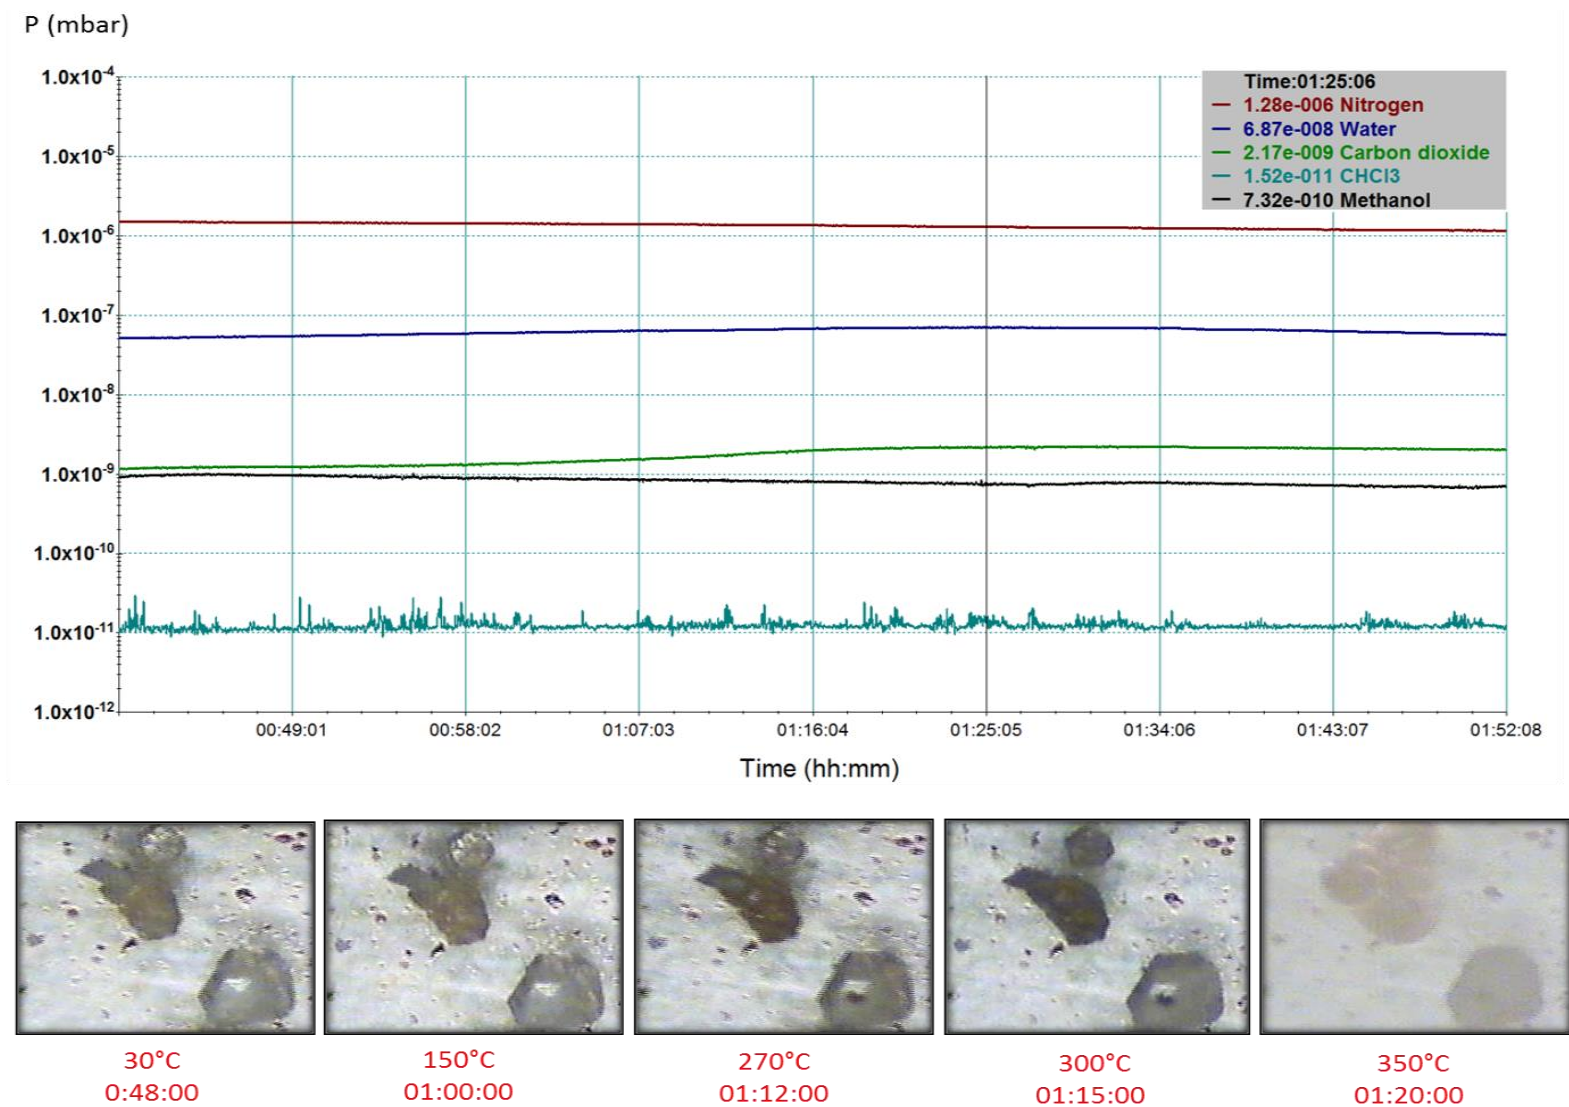 P (mbar)
1.0x10-4
1.0x10-5
1.0x10-6
1.0x10-7
1.0x10-8
1.0x10-9
1.0x10-10
1.0x10-11
1.0x10-12
Time:01:25:06
1.28e-006 Nitrogen
6.87e-008 Water
2.17e-009 Carbon dioxide
1.52e-011 CHCl3
7.32e-010 Methanol
00:49:01 00:58:02 01:07:03 01:16:04 01:25:05 01:34:06 01:43:07 01:52:08
Time (hh:mm)
30°C 150°C 270°C 300°C 350°C
0:48:00 01:00:00 01:12:00 01:15:00 01:20:00